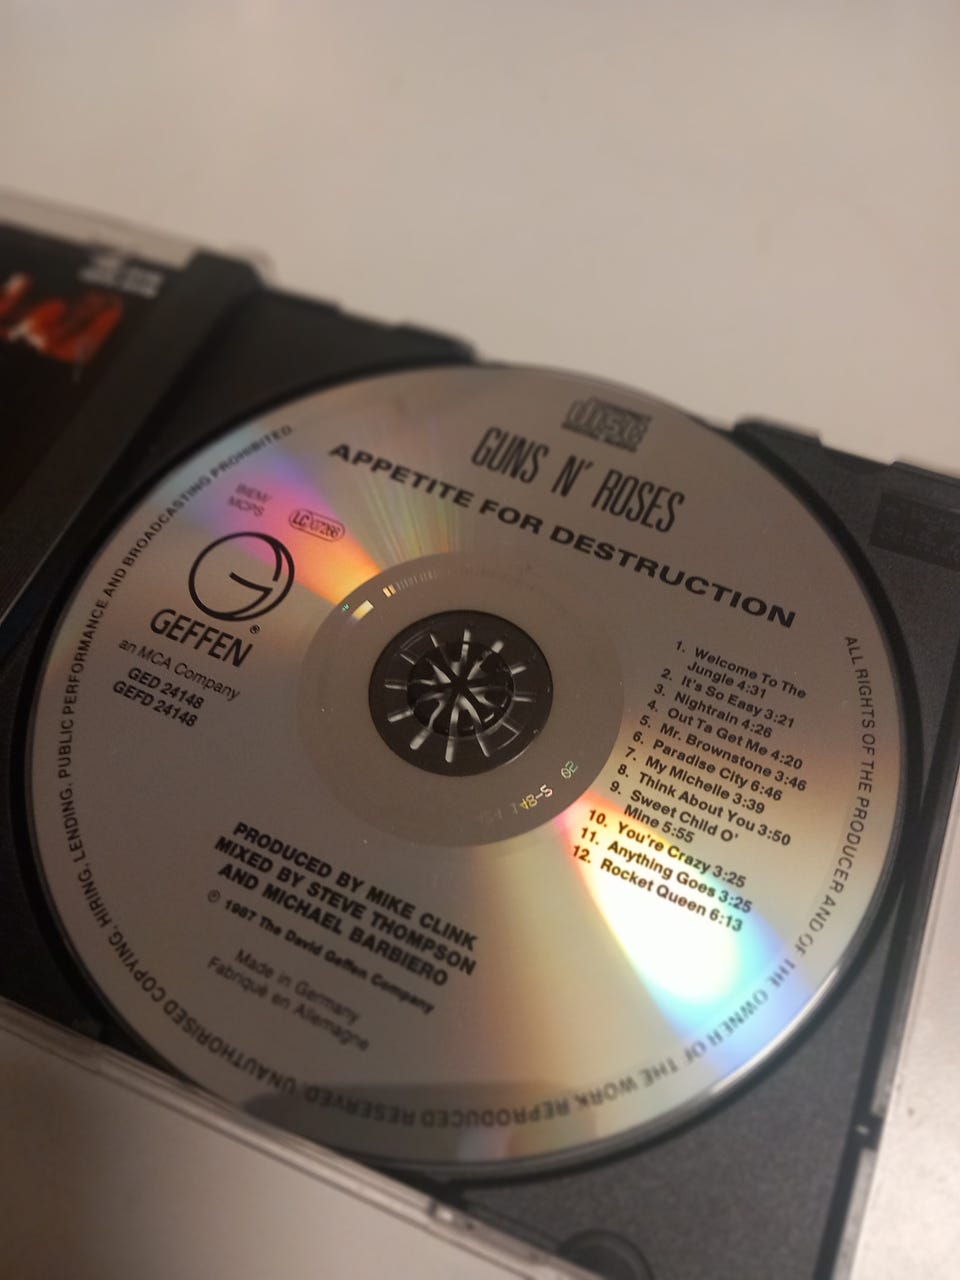 disc
GUNS N' ROSES
APPETITE FOR DESTRUCTION
BIEM/
MCPS
LC 07266
GEFFEN®
an MCA Company
GED 24148
GEFD 24148
1. Welcome To The
Jungle 4:31
2. It's So Easy 3:21
3. Nightrain 4:26
4. Out Ta Get Me 4:20
5. Mr. Brownstone 3:46
6. Paradise City 6:46
7. My Michelle 3:39
8. Think About You 3:50
9. Sweet Child O'
Mine 5:55
10. You're Crazy 3:25
11. Anything Goes 3:25
12. Rocket Queen 6:13
PRODUCED BY MIKE CLINK
MIXED BY STEVE THOMPSON
AND MICHAEL BARBIERO
℗ 1987 The David Geffen Company
Made in Germany
Fabriqué en Allemagne
ALL RIGHTS OF THE PRODUCER AND OF THE OWNER OF THE WORK REPRODUCED RESERVED. UNAUTHORISED COPYING, HIRING, LENDING, PUBLIC PERFORMANCE AND BROADCASTING PROHIBITED.